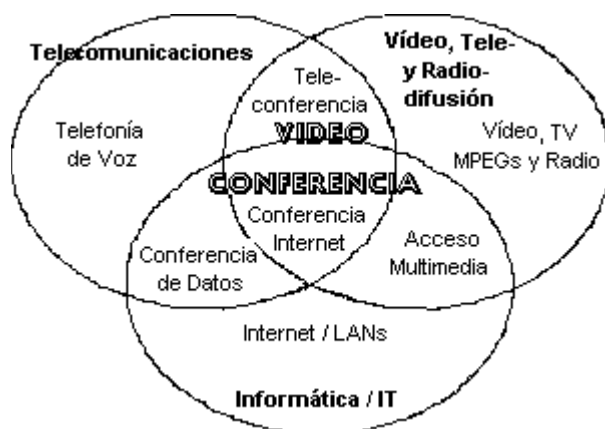 Telecomunicaciones
Vídeo, Tele-
y Radio-
difusión
Tele-
conferencia
Telefonía
de Voz
VIDEO
Vídeo, TV
MPEGs y Radio
CONFERENCIA
Conferencia
Internet
Conferencia
de Datos
Acceso
Multimedia
Internet / LANs
Informática / IT